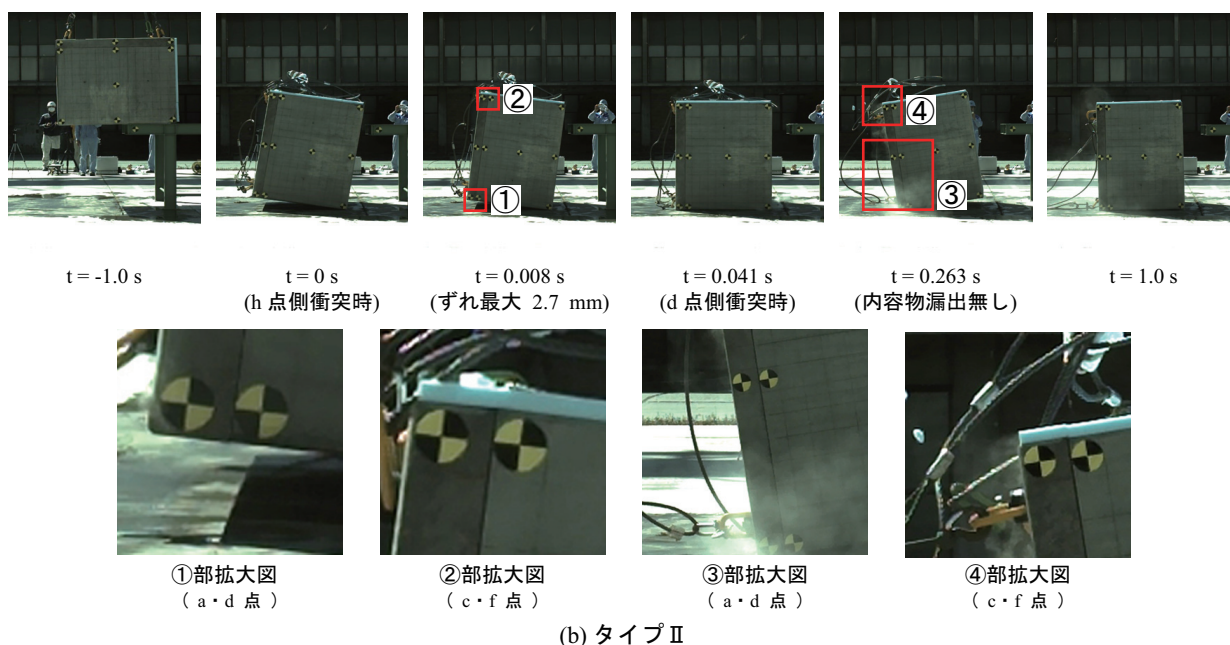 ②
①
④
③
t = -1.0 s
t = 0 s
(h 点側衝突時)
t = 0.008 s
(ずれ最大 2.7 mm)
t = 0.041 s
(d 点側衝突時)
t = 0.263 s
(内容物漏出無し)
t = 1.0 s
①部拡大図
( a・d 点 )
②部拡大図
( c・f 点 )
③部拡大図
( a・d 点 )
④部拡大図
( c・f 点 )
(b) タイプⅡ